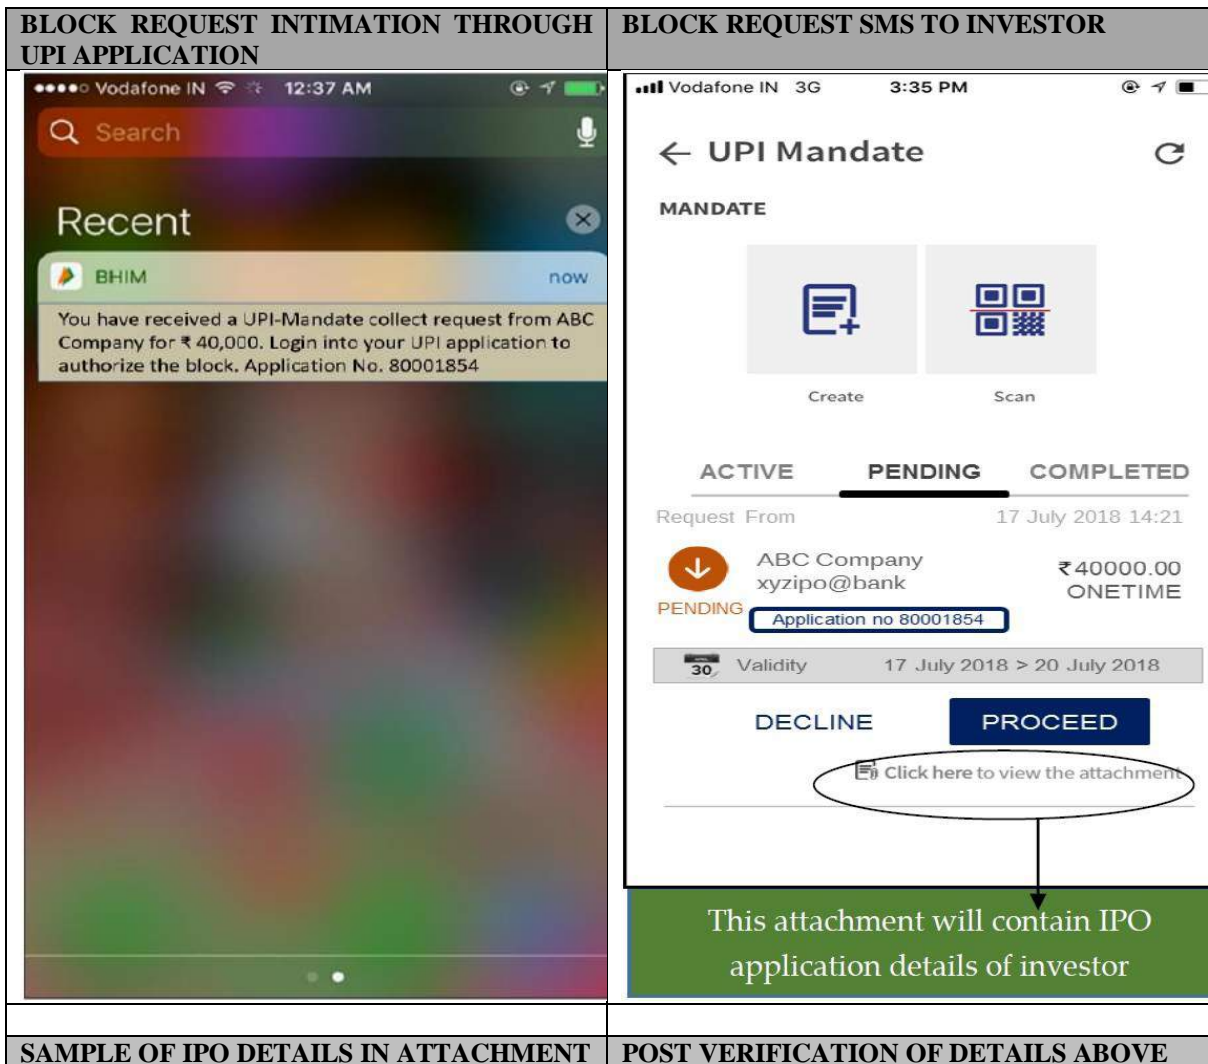 BLOCK REQUEST INTIMATION THROUGH
UPI APPLICATION
BLOCK REQUEST SMS TO INVESTOR
Vodafone IN 12:37 AM
Search
Recent
BHIM now
You have received a UPI-Mandate collect request from ABC
Company for ₹ 40,000. Login into your UPI application to
authorize the block. Application No. 80001854
Vodafone IN 3G 3:35 PM
← UPI Mandate
MANDATE
Create Scan
ACTIVE PENDING COMPLETED
Request From 17 July 2018 14:21
ABC Company ₹40000.00
xyzipo@bank ONETIME
PENDING
Application no 80001854
30 Validity 17 July 2018 > 20 July 2018
DECLINE PROCEED
Click here to view the attachment
This attachment will contain IPO
application details of investor
SAMPLE OF IPO DETAILS IN ATTACHMENT
POST VERIFICATION OF DETAILS ABOVE